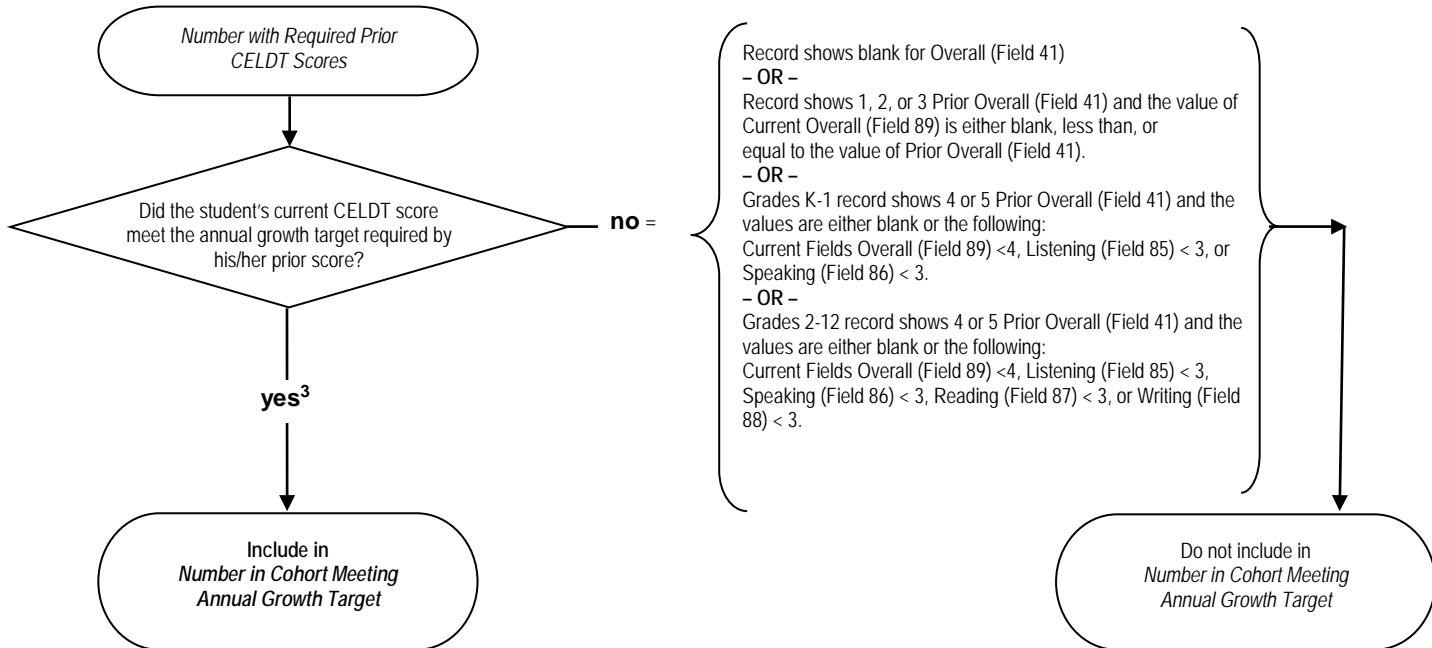 Number with Required Prior
CELDT Scores
Did the student's current CELDT score
meet the annual growth target required by
his/her prior score?
no =
Record shows blank for Overall (Field 41)
– OR –
Record shows 1, 2, or 3 Prior Overall (Field 41) and the value of
Current Overall (Field 89) is either blank, less than, or
equal to the value of Prior Overall (Field 41).
– OR –
Grades K-1 record shows 4 or 5 Prior Overall (Field 41) and the
values are either blank or the following:
Current Fields Overall (Field 89) <4, Listening (Field 85) < 3, or
Speaking (Field 86) < 3.
– OR –
Grades 2-12 record shows 4 or 5 Prior Overall (Field 41) and the
values are either blank or the following:
Current Fields Overall (Field 89) <4, Listening (Field 85) < 3,
Speaking (Field 86) < 3, Reading (Field 87) < 3, or Writing (Field
88) < 3.
yes³
Include in
Number in Cohort Meeting
Annual Growth Target
Do not include in
Number in Cohort Meeting
Annual Growth Target